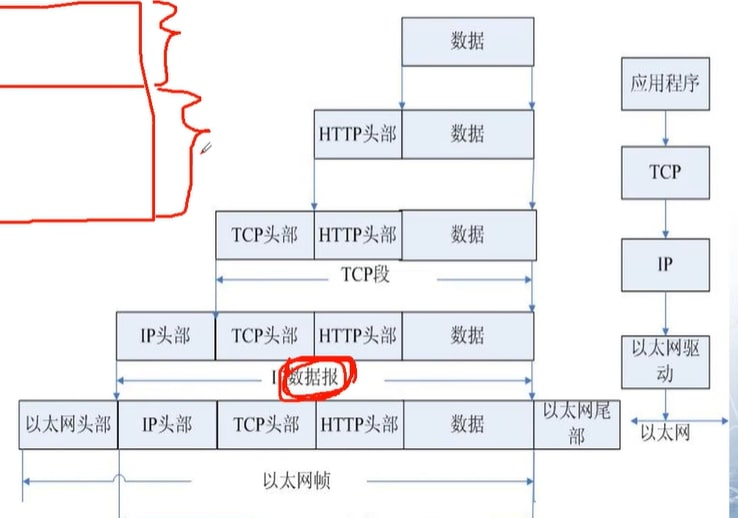 数据
应用程序
HTTP头部 数据
TCP
TCP头部 HTTP头部 数据
TCP段
IP
IP头部 TCP头部 HTTP头部 数据
以太网驱
动
I 数据报
以太网头部 IP头部 TCP头部 HTTP头部 数据 以太网尾
部
以太网
以太网帧